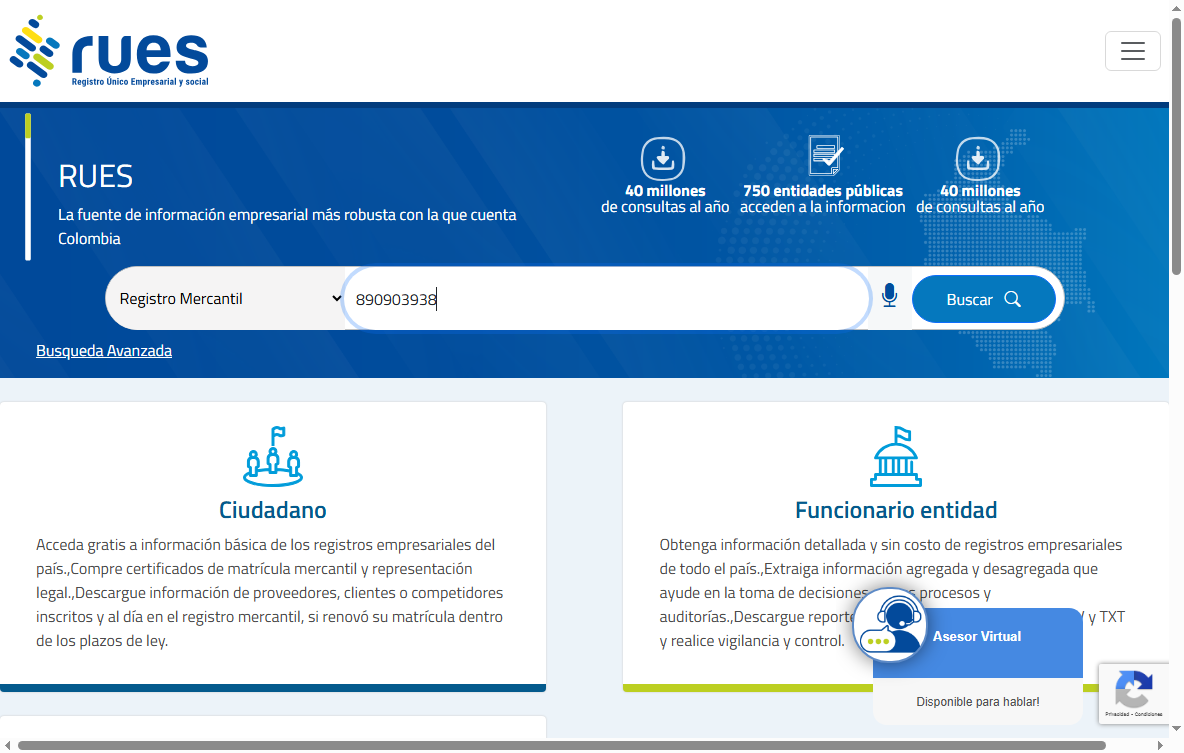 rues
Registro Único Empresarial y social
RUES
La fuente de información empresarial más robusta con la que cuenta
Colombia
40 millones
de consultas al año
750 entidades públicas
acceden a la informacion
40 millones
de consultas al año
Registro Mercantil
890903938
Buscar
Busqueda Avanzada
Ciudadano
Acceda gratis a información básica de los registros empresariales del
país.,Compre certificados de matrícula mercantil y representación
legal.,Descargue información de proveedores, clientes o competidores
inscritos y al día en el registro mercantil, si renovó su matrícula dentro
de los plazos de ley.
Funcionario entidad
Obtenga información detallada y sin costo de registros empresariales
de todo el país.,Extraiga información agregada y desagregada que
ayude en la toma de decisiones procesos y
auditorías.,Descargue reporte y TXT
y realice vigilancia y control.
Asesor Virtual
Disponible para hablar!
Privacidad - Condiciones